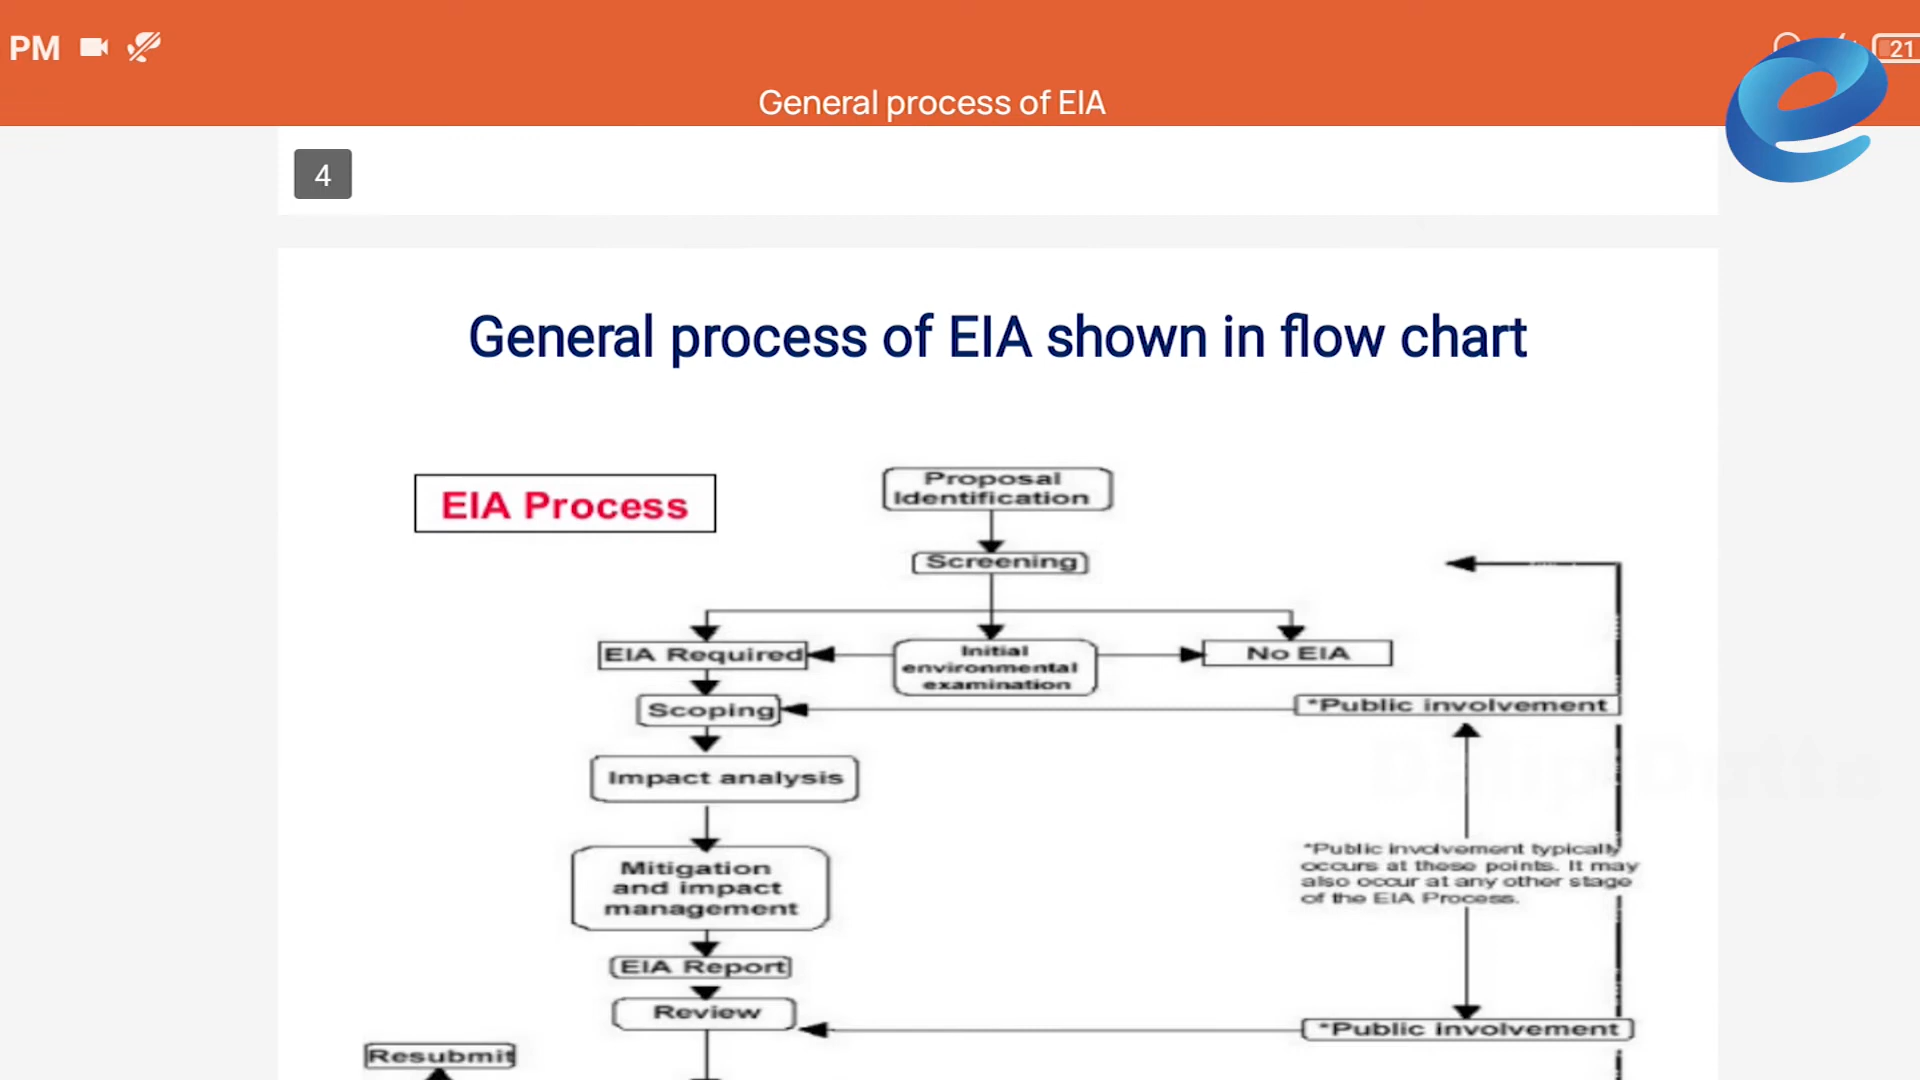 PM
21
General process of EIA
4
General process of EIA shown in flow chart
EIA Process
Proposal
Identification
Screening
EIA Required
Initial
environmental
examination
No EIA
Scoping
*Public involvement
Impact analysis
*Public involvement typically
occurs at these points. It may
also occur at any other stage
of the EIA Process.
Mitigation
and impact
management
EIA Report
Review
*Public involvement
Resubmit